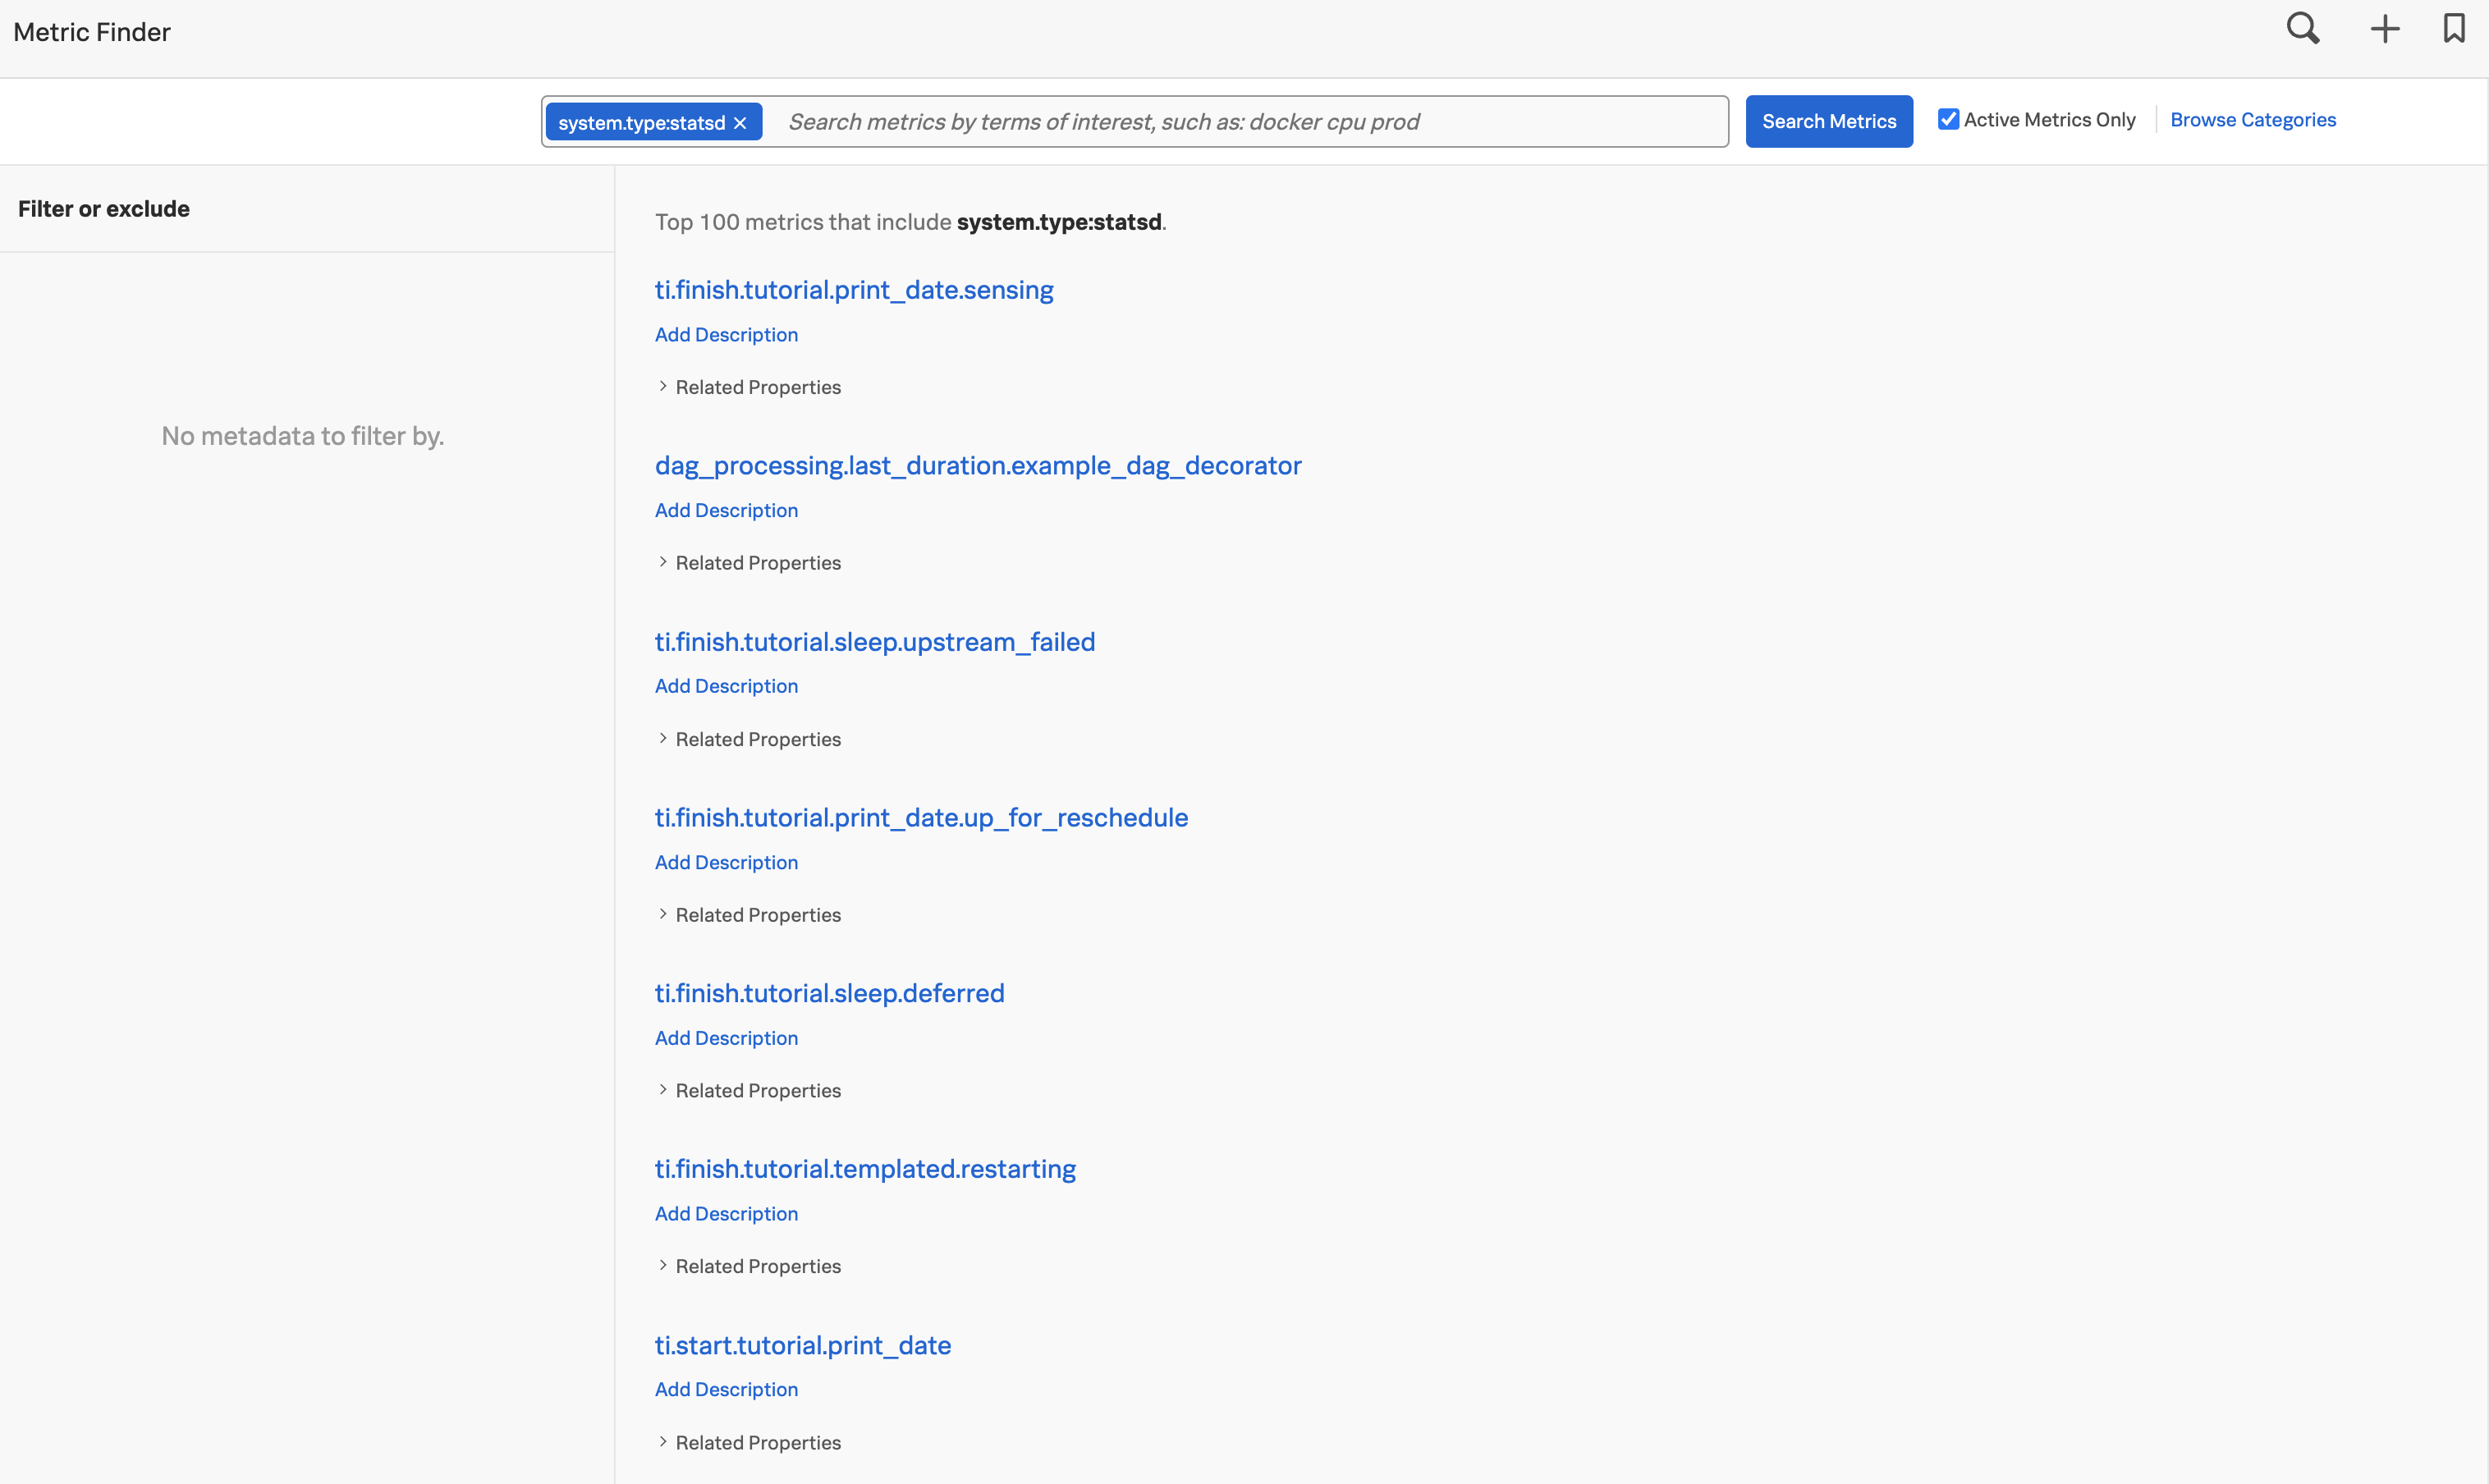 Metric Finder
system.type:statsd × Search metrics by terms of interest, such as: docker cpu prod Search Metrics Active Metrics Only Browse Categories
Filter or exclude
No metadata to filter by.
Top 100 metrics that include system.type:statsd.
ti.finish.tutorial.print_date.sensing
Add Description
Related Properties
dag_processing.last_duration.example_dag_decorator
Add Description
Related Properties
ti.finish.tutorial.sleep.upstream_failed
Add Description
Related Properties
ti.finish.tutorial.print_date.up_for_reschedule
Add Description
Related Properties
ti.finish.tutorial.sleep.deferred
Add Description
Related Properties
ti.finish.tutorial.templated.restarting
Add Description
Related Properties
ti.start.tutorial.print_date
Add Description
Related Properties